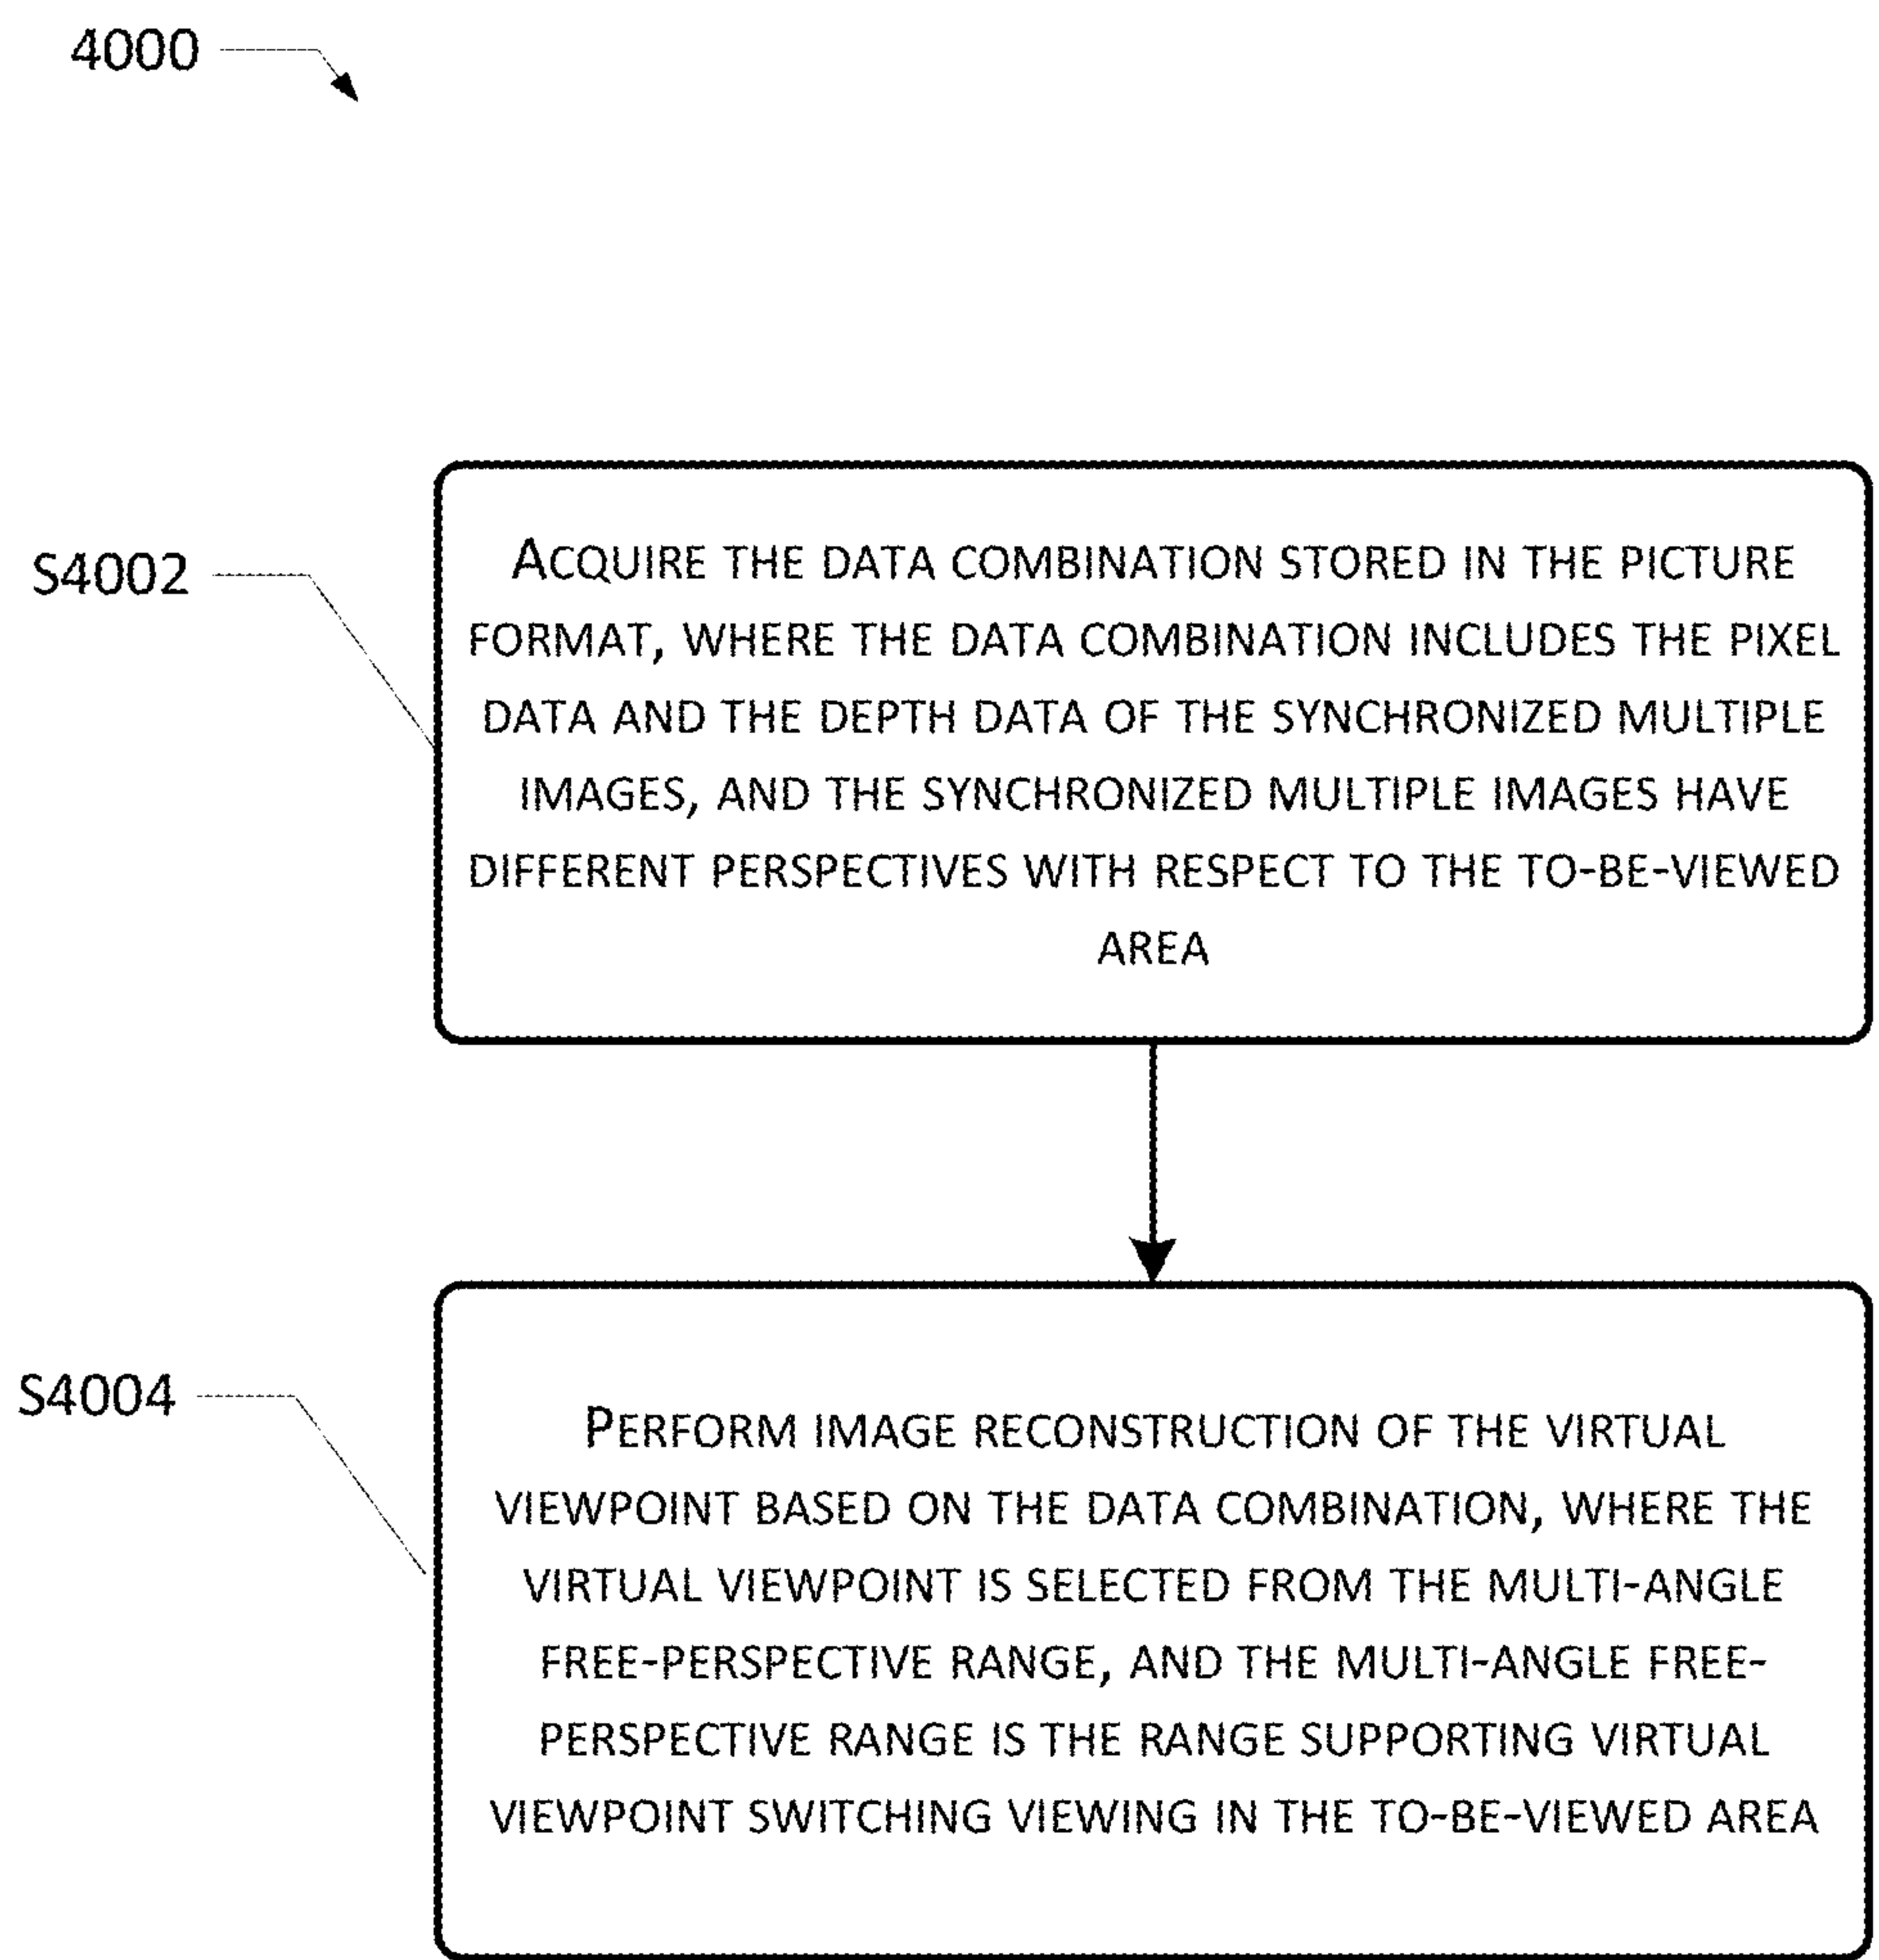 4000
S4002
ACQUIRE THE DATA COMBINATION STORED IN THE PICTURE
FORMAT, WHERE THE DATA COMBINATION INCLUDES THE PIXEL
DATA AND THE DEPTH DATA OF THE SYNCHRONIZED MULTIPLE
IMAGES, AND THE SYNCHRONIZED MULTIPLE IMAGES HAVE
DIFFERENT PERSPECTIVES WITH RESPECT TO THE TO-BE-VIEWED
AREA
S4004
PERFORM IMAGE RECONSTRUCTION OF THE VIRTUAL
VIEWPOINT BASED ON THE DATA COMBINATION, WHERE THE
VIRTUAL VIEWPOINT IS SELECTED FROM THE MULTI-ANGLE
FREE-PERSPECTIVE RANGE, AND THE MULTI-ANGLE FREE-
PERSPECTIVE RANGE IS THE RANGE SUPPORTING VIRTUAL
VIEWPOINT SWITCHING VIEWING IN THE TO-BE-VIEWED AREA